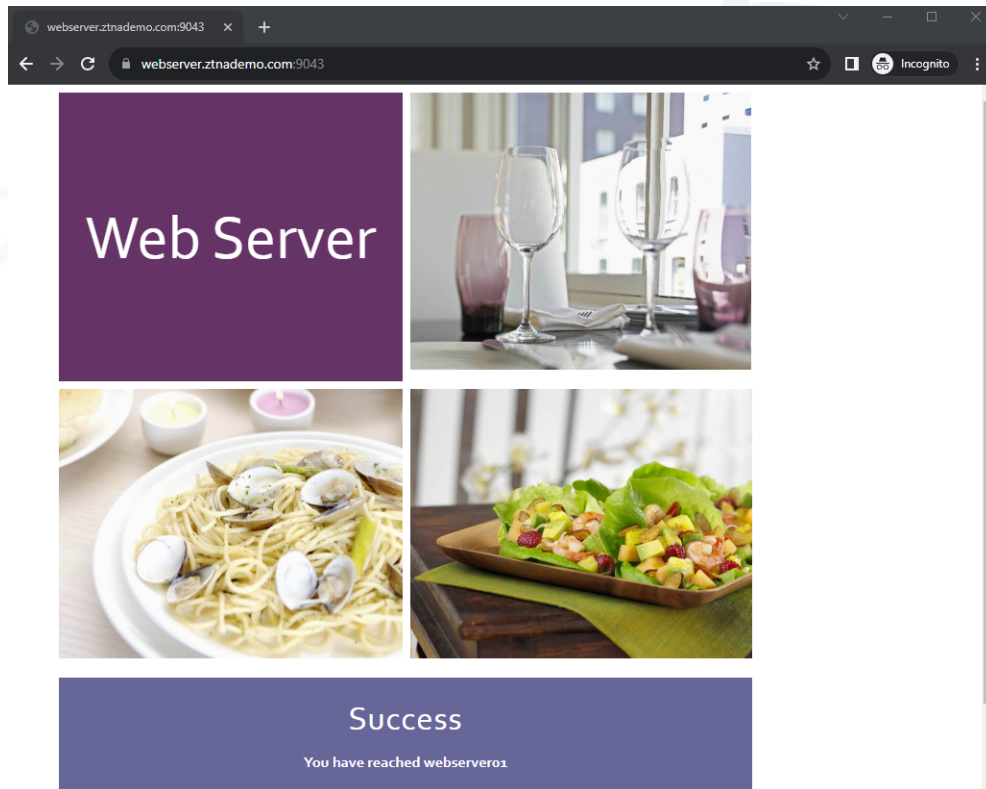 webserver.ztnademo.com:9043
webserver.ztnademo.com:9043
Incognito
Web Server
Success
You have reached webserver01